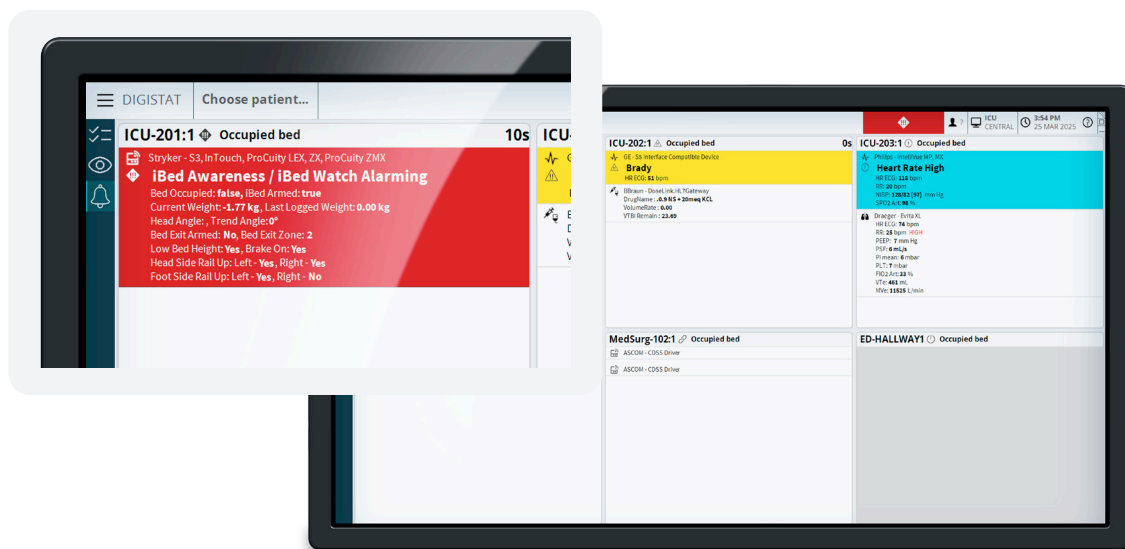 DIGISTAT
Choose patient...
ICU-201:1 Occupied bed 10s
Stryker - S3, InTouch, ProCuity LEX, ZX, ProCuity ZMX
iBed Awareness / iBed Watch Alarming
Bed Occupied: false, iBed Armed: true
Current Weight: -1.77 kg, Last Logged Weight: 0.00 kg
Head Angle: , Trend Angle: 0°
Bed Exit Armed: No, Bed Exit Zone: 2
Low Bed Height: Yes, Brake On: Yes
Head Side Rail Up: Left - Yes, Right - Yes
Foot Side Rail Up: Left - Yes, Right - No
ICU-
ICU
CENTRAL
3:54 PM
25 MAR 2025
ICU-202:1 Occupied bed 0s
GE - S5 Interface Compatible Device
Brady
HR ECG: 51 bpm
BBraun - DoseLink HL7Gateway
DrugName: .0.9 NS + 20meq KCL
VolumeRate: 0.00
VTBI Remain: 23.69
ICU-203:1 Occupied bed
Philips - IntelliVue MP, MX
Heart Rate High
HR ECG: 118 bpm
RR: 20 bpm
NISP: 128/82 [97] mm Hg
SPO2 Art: 98 %
Draeger - Evita XL
HR ECG: 74 bpm
RR: 25 bpm HIGH
PEEP: 7 mm Hg
PSF: 6 mL/s
Pi mean: 6 mbar
PLT: 7 mbar
FIO2 Art: 33 %
VTe: 461 mL
MVe: 11525 L/min
MedSurg-102:1 Occupied bed
ASCOM - CDSS Driver
ASCOM - CDSS Driver
ED-HALLWAY1 Occupied bed